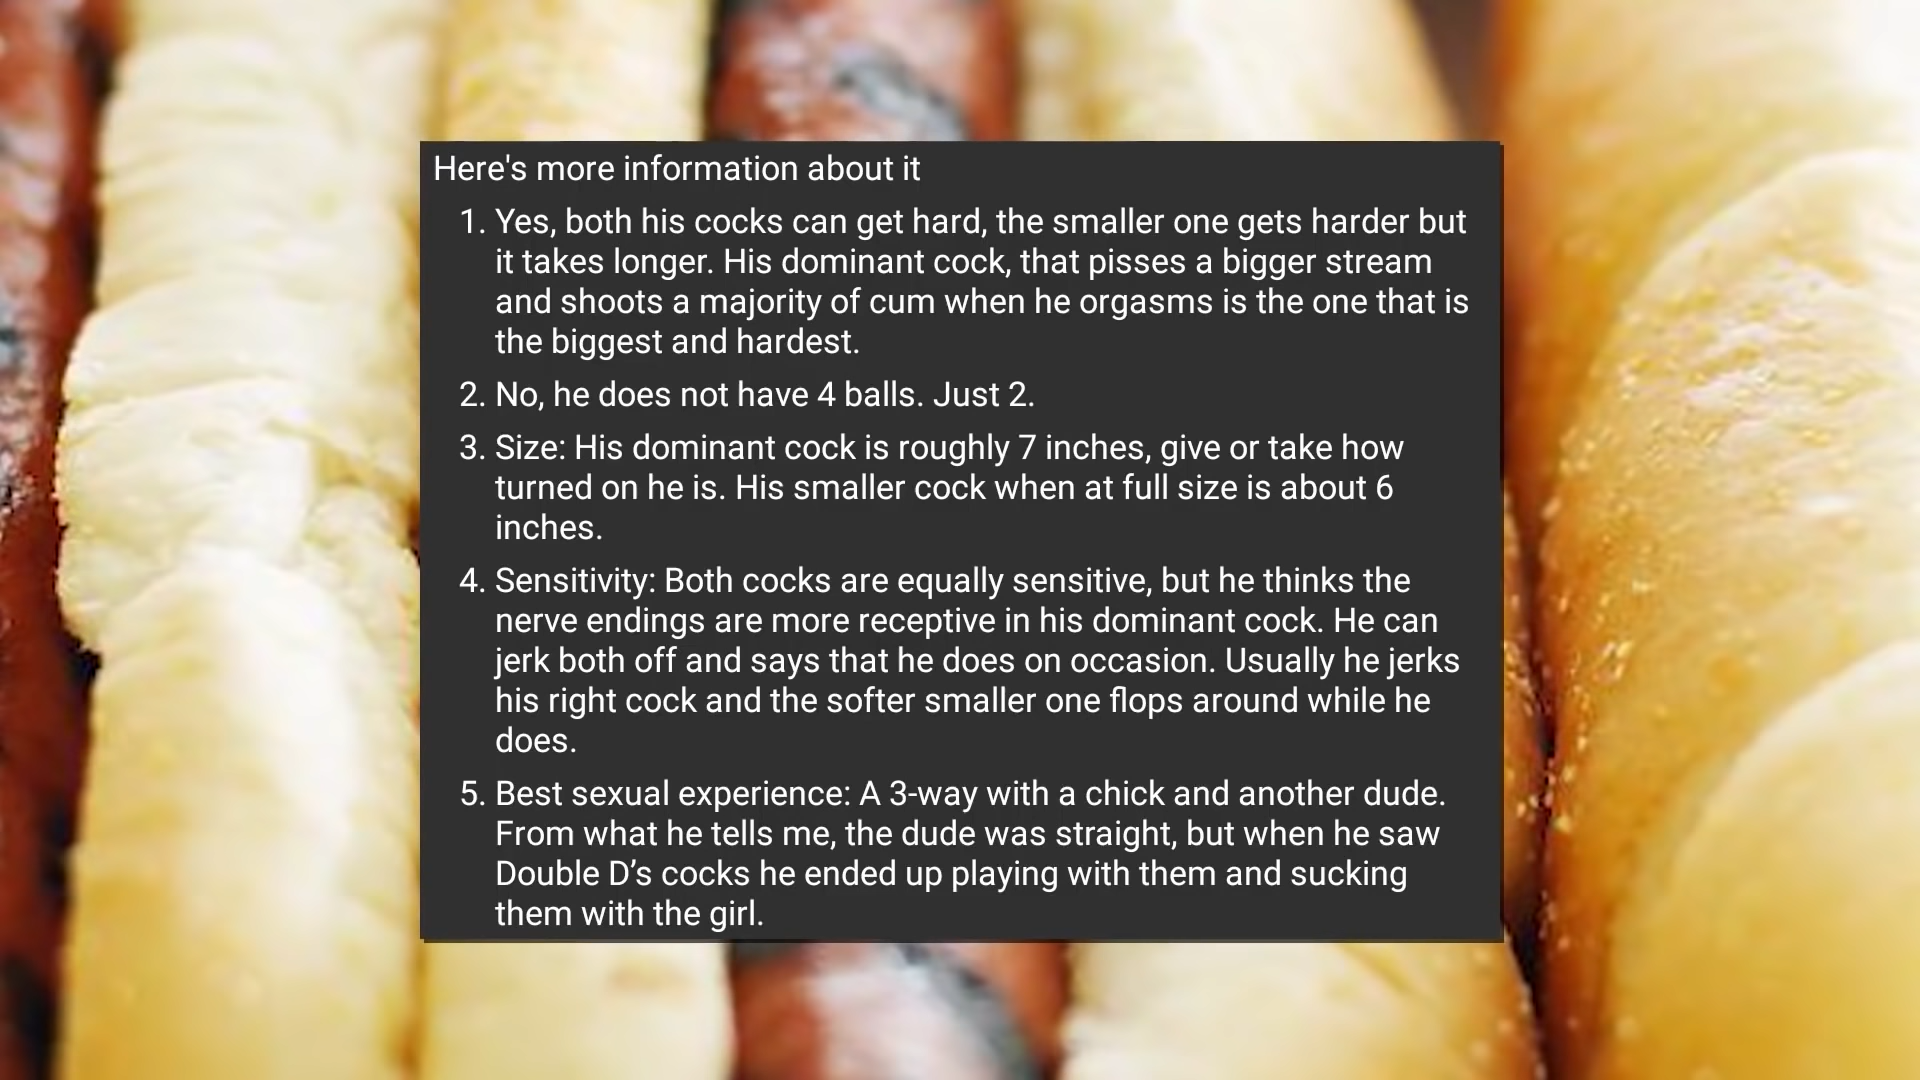 Here's more information about it
1. Yes, both his cocks can get hard, the smaller one gets harder but
it takes longer. His dominant cock, that pisses a bigger stream
and shoots a majority of cum when he orgasms is the one that is
the biggest and hardest.
2. No, he does not have 4 balls. Just 2.
3. Size: His dominant cock is roughly 7 inches, give or take how
turned on he is. His smaller cock when at full size is about 6
inches.
4. Sensitivity: Both cocks are equally sensitive, but he thinks the
nerve endings are more receptive in his dominant cock. He can
jerk both off and says that he does on occasion. Usually he jerks
his right cock and the softer smaller one flops around while he
does.
5. Best sexual experience: A 3-way with a chick and another dude.
From what he tells me, the dude was straight, but when he saw
Double D’s cocks he ended up playing with them and sucking
them with the girl.